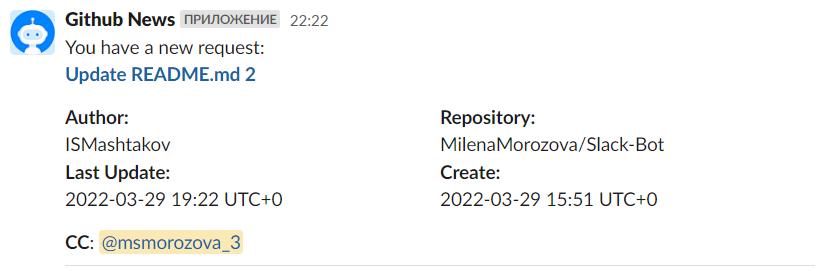 Github News ПРИЛОЖЕНИЕ 22:22
You have a new request:
Update README.md 2
Author: Repository:
ISMashtakov MilenaMorozova/Slack-Bot
Last Update: Create:
2022-03-29 19:22 UTC+0 2022-03-29 15:51 UTC+0
CC: @msmorozova_3